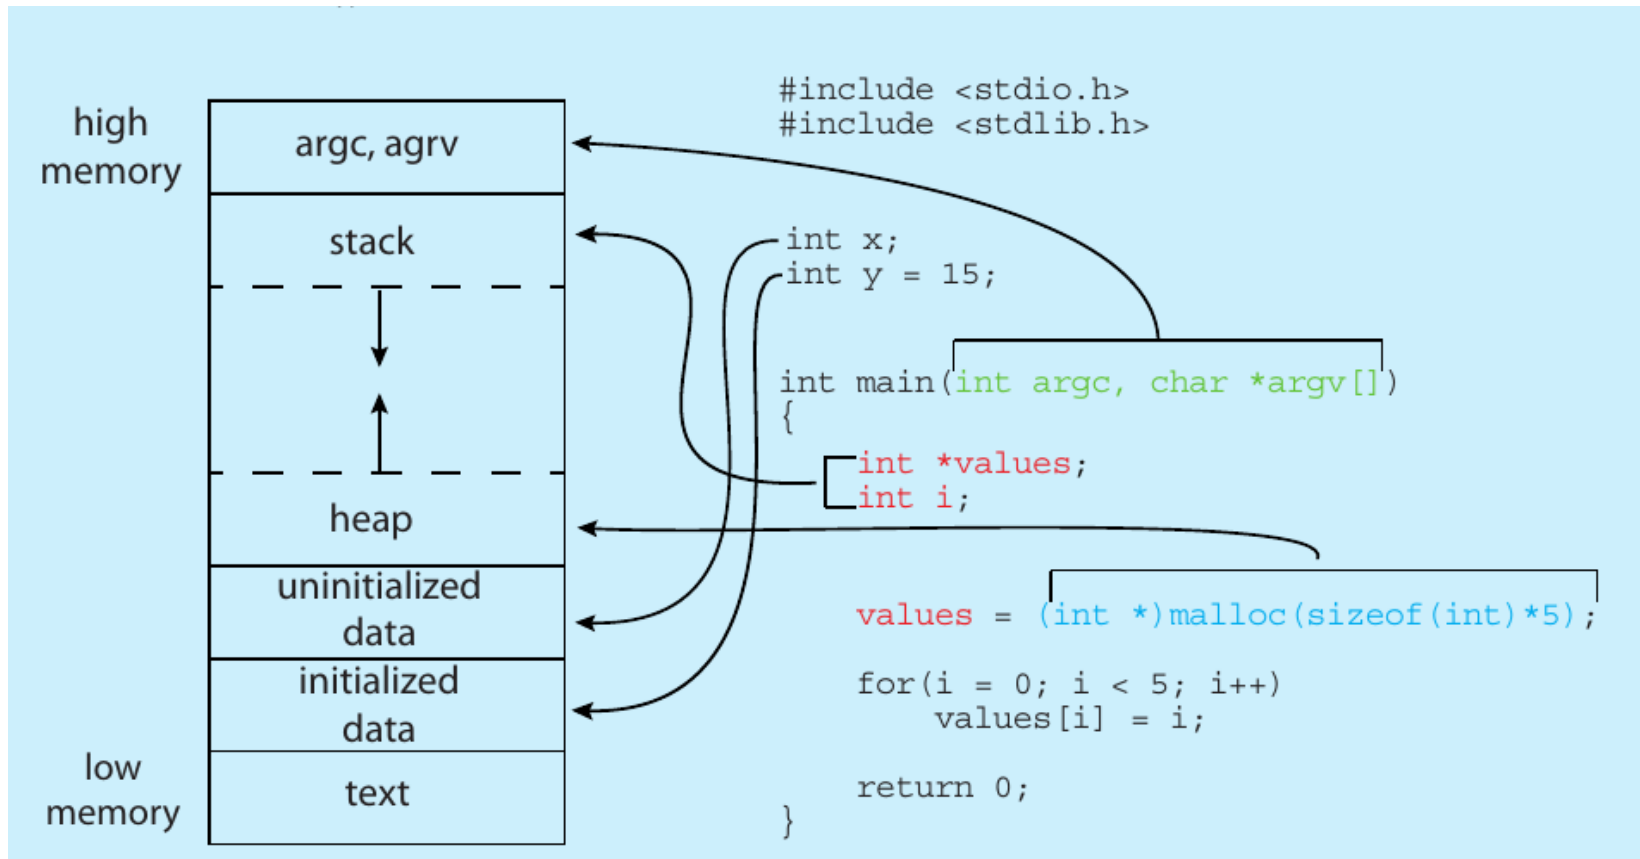 high
memory
argc, agrv
stack
heap
uninitialized
data
initialized
data
low
memory
text
#include <stdio.h>
#include <stdlib.h>
int x;
int y = 15;
int main(int argc, char *argv[])
{
int *values;
int i;
values = (int *)malloc(sizeof(int)*5);
for(i = 0; i < 5; i++)
values[i] = i;
return 0;
}